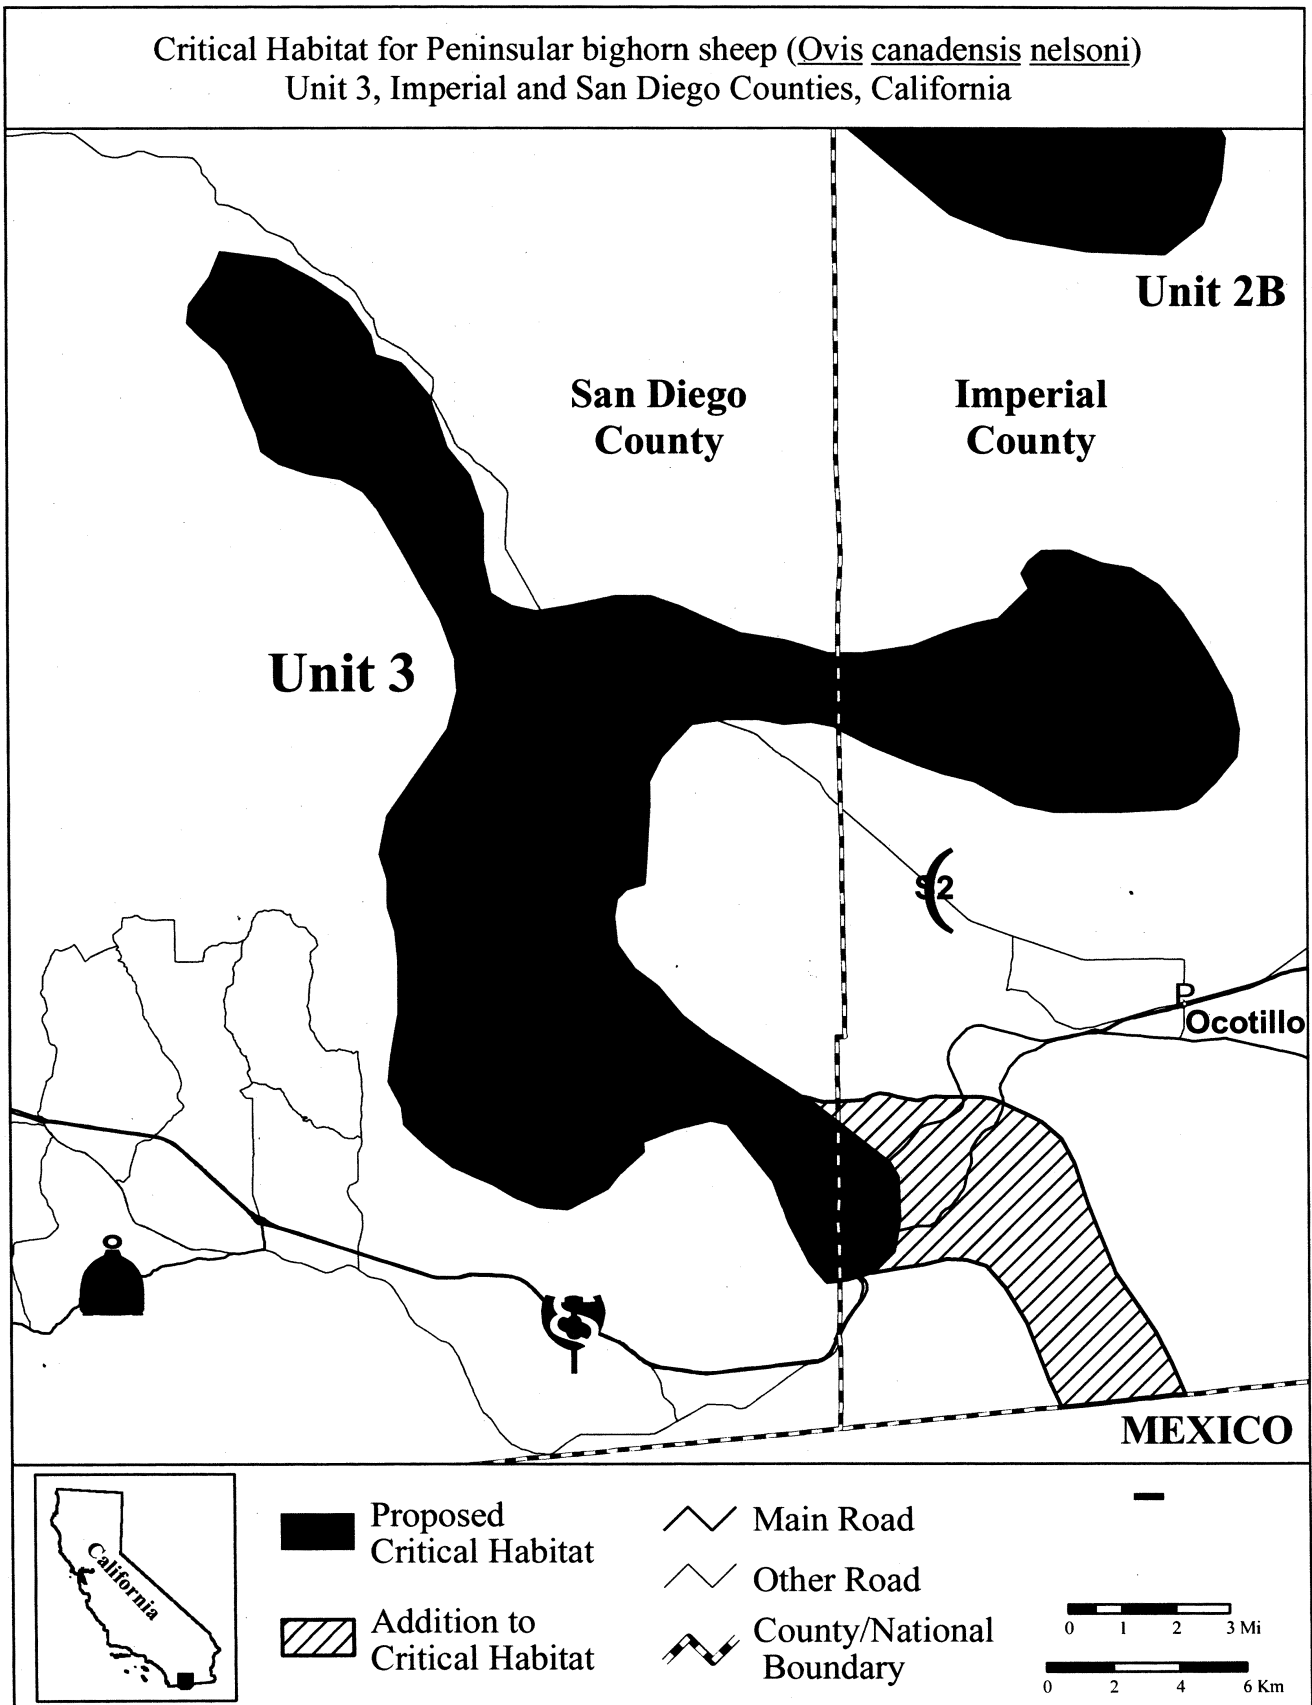 Critical Habitat for Peninsular bighorn sheep (Ovis canadensis nelsoni)
Unit 3, Imperial and San Diego Counties, California
Unit 2B
San Diego
County
Imperial
County
Unit 3
S2
P
Ocotillo
MEXICO
California
Proposed
Critical Habitat
Addition to
Critical Habitat
Main Road
Other Road
County/National
Boundary
0 1 2 3 Mi
0 2 4 6 Km